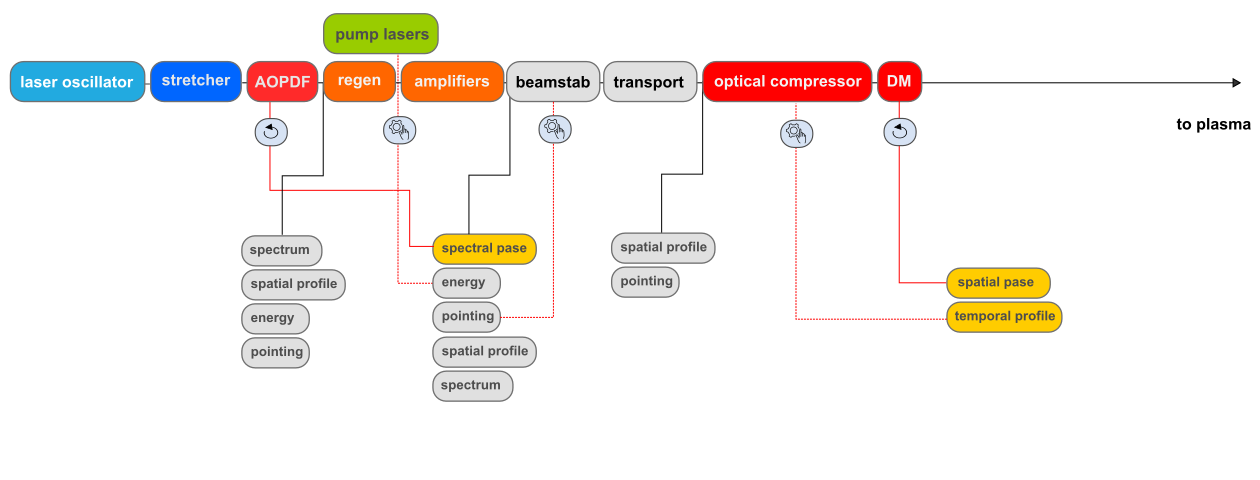 pump lasers
laser oscillator
stretcher
AOPDF
regen
amplifiers
beamstab
transport
optical compressor
DM
to plasma
spectrum
spatial profile
energy
pointing
spectral pase
energy
pointing
spatial profile
spectrum
spatial profile
pointing
spatial pase
temporal profile